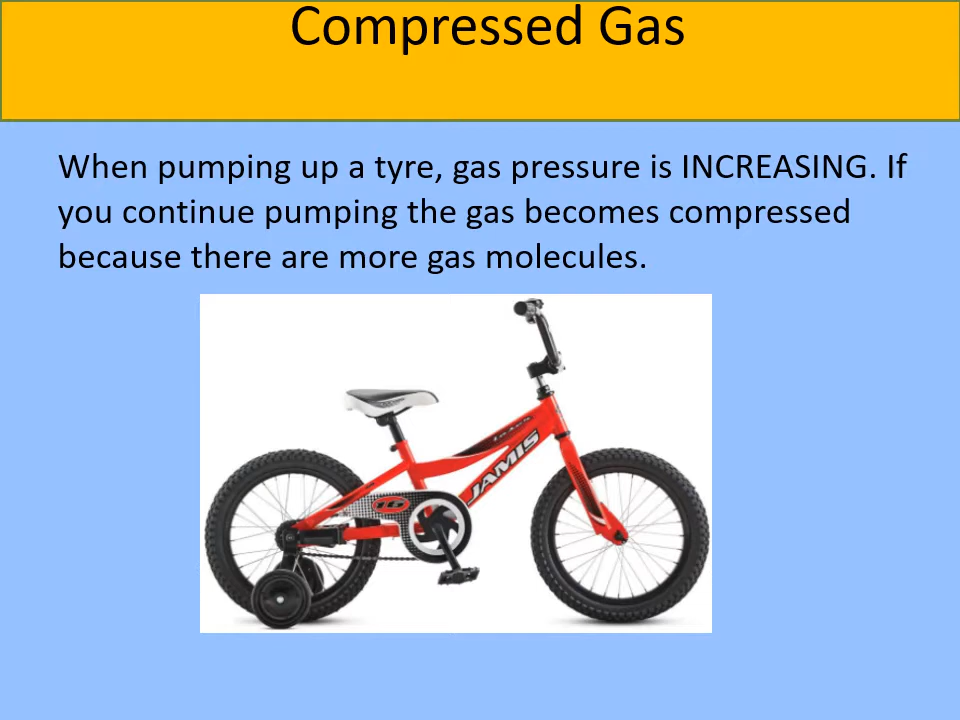 Compressed Gas
When pumping up a tyre, gas pressure is INCREASING. If
you continue pumping the gas becomes compressed
because there are more gas molecules.
JAMIS
16